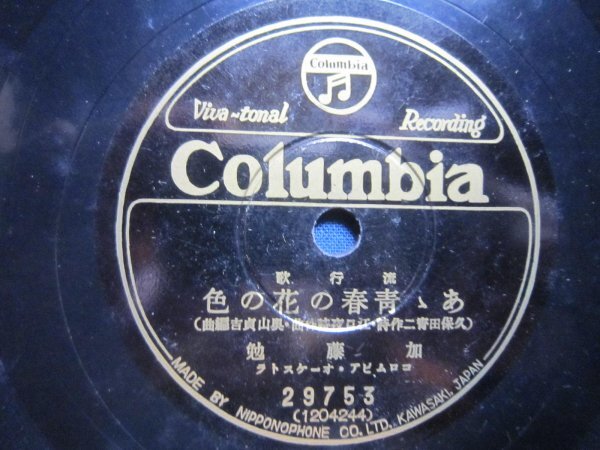 Columbia
Viva-tonal Recording
Columbia
流行歌
あゝ青春の花の色
(久保田宵二作詩・江口夜詩作曲・奥山貞吉編曲)
加藤勉
コロムビア・オーケストラ
29753
(1204244)
MADE BY NIPPONOPHONE CO., LTD., KAWASAKI, JAPAN